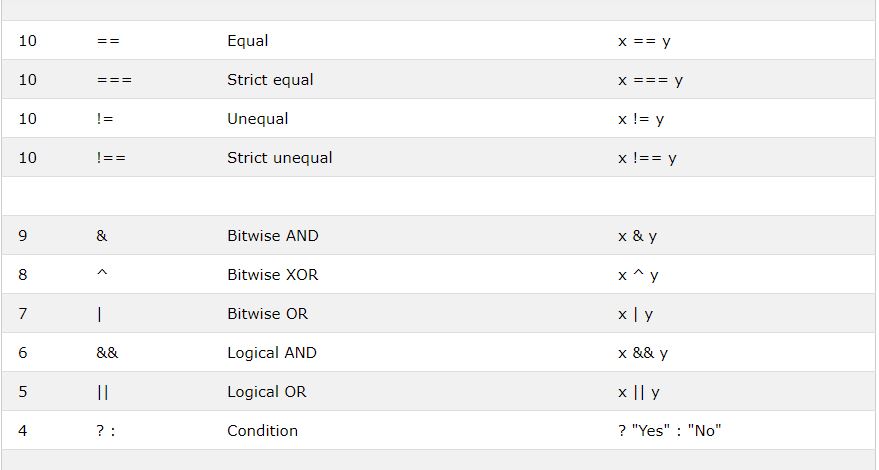 10 == Equal x == y
10 === Strict equal x === y
10 != Unequal x != y
10 !== Strict unequal x !== y
9 & Bitwise AND x & y
8 ^ Bitwise XOR x ^ y
7 | Bitwise OR x | y
6 && Logical AND x && y
5 || Logical OR x || y
4 ? : Condition ? "Yes" : "No"